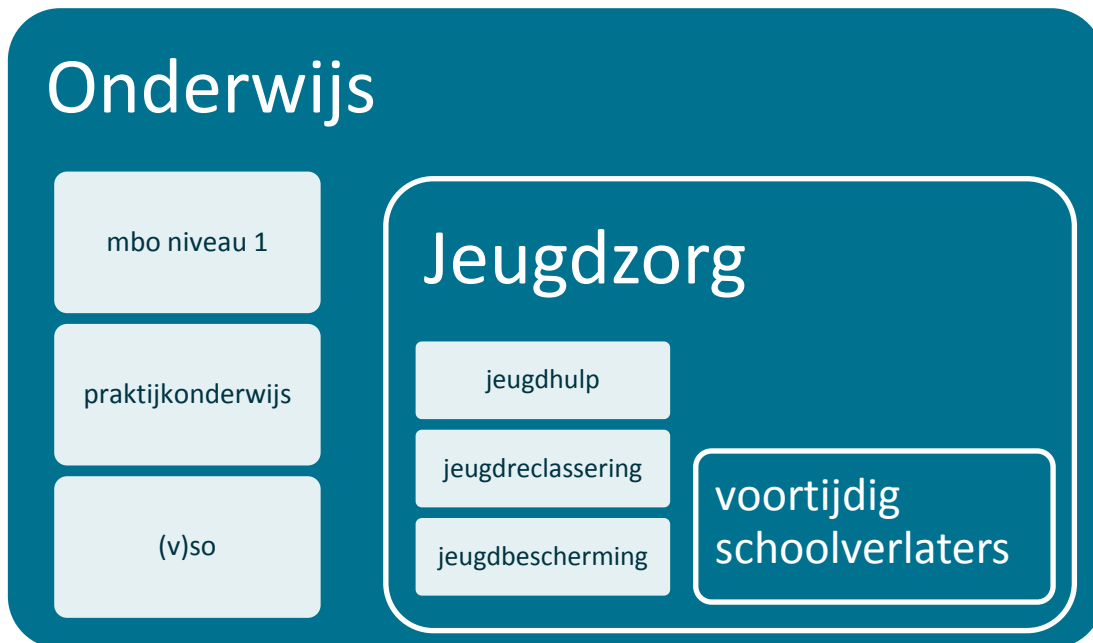 Onderwijs
mbo niveau 1
praktijkonderwijs
(v)so
Jeugdzorg
jeugdhulp
jeugdreclassering
jeugdbescherming
voortijdig
schoolverlaters